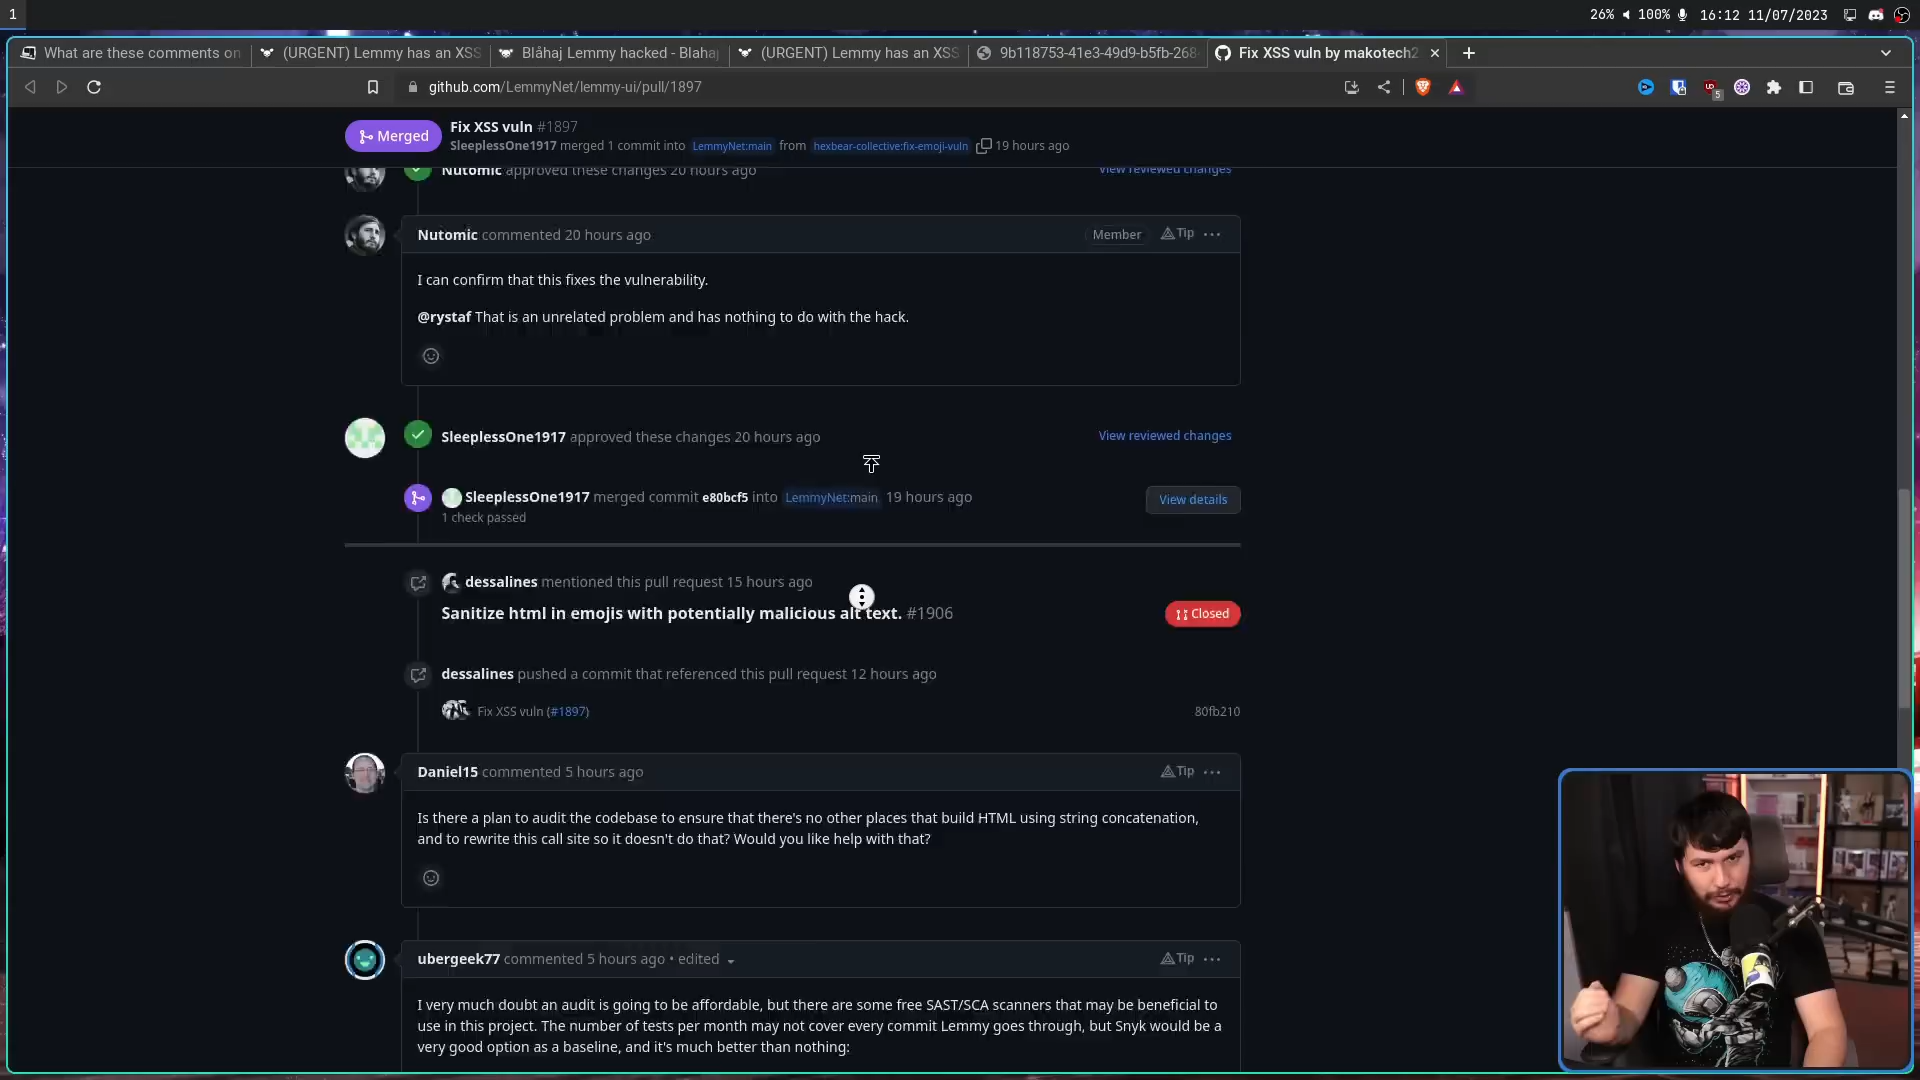 1
26% 100% 16:12 11/07/2023
What are these comments on
(URGENT) Lemmy has an XSS
Blåhaj Lemmy hacked - Blahaj
(URGENT) Lemmy has an XSS
9b118753-41e3-49d9-b5fb-268
Fix XSS vuln by makotech2
github.com/LemmyNet/lemmy-ui/pull/1897
5
Merged
Fix XSS vuln #1897
SleeplessOne1917 merged 1 commit into LemmyNet:main from hexbear-collective:fix-emoji-vuln 19 hours ago
Nutomic approved these changes 20 hours ago
View reviewed changes
Nutomic commented 20 hours ago
Member Tip ···
I can confirm that this fixes the vulnerability.
@rystaf That is an unrelated problem and has nothing to do with the hack.
SleeplessOne1917 approved these changes 20 hours ago
View reviewed changes
SleeplessOne1917 merged commit e80bcf5 into LemmyNet:main 19 hours ago
View details
1 check passed
dessalines mentioned this pull request 15 hours ago
Sanitize html in emojis with potentially malicious alt text. #1906
Closed
dessalines pushed a commit that referenced this pull request 12 hours ago
Fix XSS vuln (#1897)
80fb210
Daniel15 commented 5 hours ago
Tip ···
Is there a plan to audit the codebase to ensure that there's no other places that build HTML using string concatenation,
and to rewrite this call site so it doesn't do that? Would you like help with that?
ubergeek77 commented 5 hours ago • edited
Tip ···
I very much doubt an audit is going to be affordable, but there are some free SAST/SCA scanners that may be beneficial to
use in this project. The number of tests per month may not cover every commit Lemmy goes through, but Snyk would be a
very good option as a baseline, and it's much better than nothing: